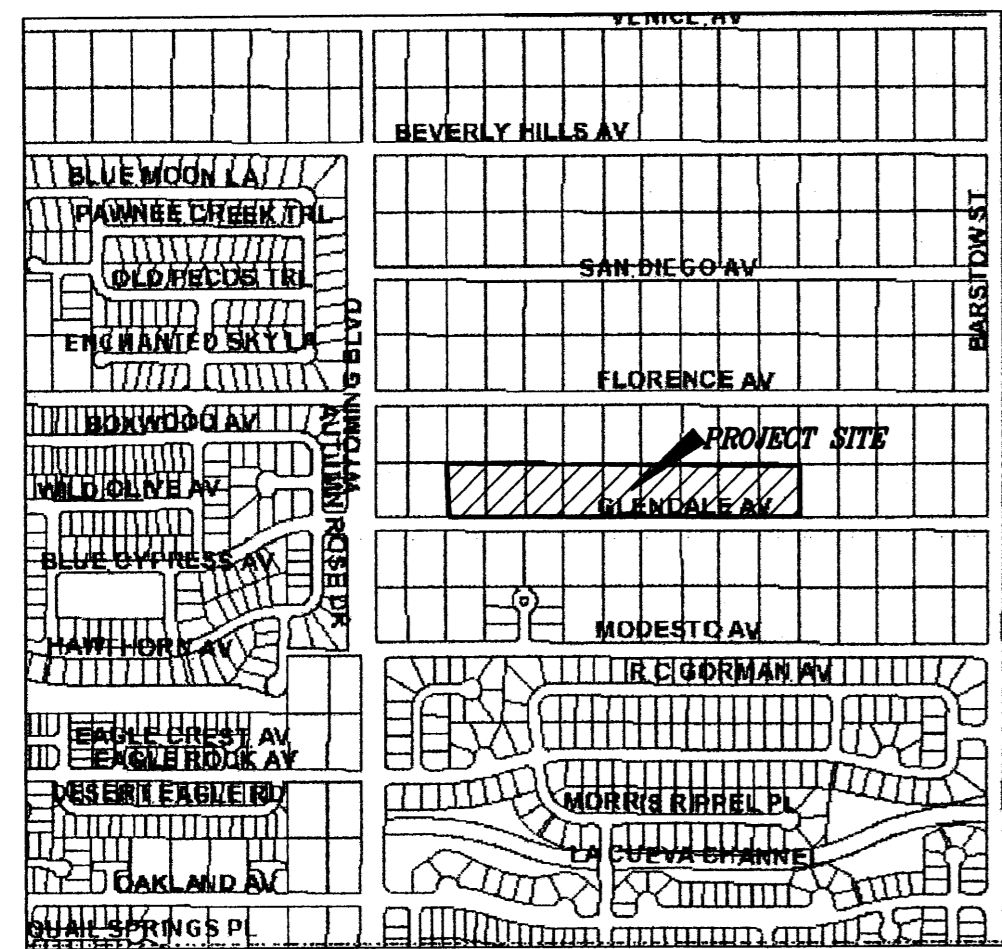 VENICE AV
BEVERLY HILLS AV
BLUE MOON LA
PAWNEE CREEK TRL
OLD PECOS TRL
SAN DIEGO AV
BARSTOW ST
ENCHANTED SKY LA
WYOMING BLVD
FLORENCE AV
BOXWOOD AV
AUTUMN ROSE DR
PROJECT SITE
WILD OLIVE AV
GLENDALE AV
BLUE CYPRESS AV
HAWTHORN AV
MODESTO AV
R C GORMAN AV
EAGLE CREST AV
EAGLE ROCK AV
DESERT EAGLE RD
MORRIS RIPPEL PL
LA CUEVA CHANNEL
OAKLAND AV
QUAIL SPRINGS PL